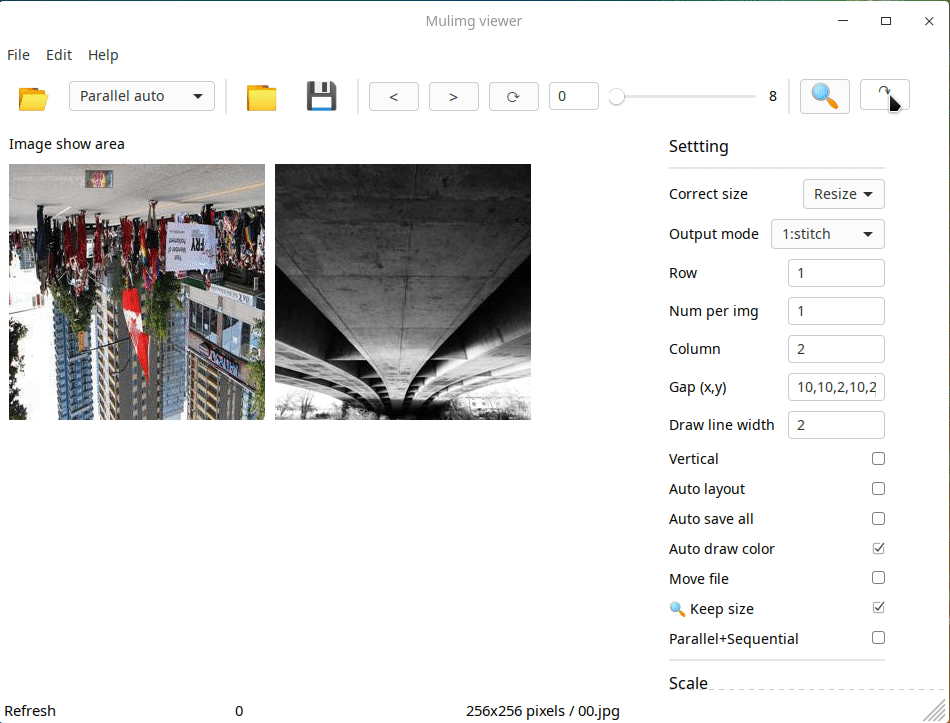 Mulimg viewer
File Edit Help
Parallel auto < > ⟳ 0 8
Image show area
Settting
Correct size Resize
Output mode 1:stitch
Row 1
Num per img 1
Column 2
Gap (x,y) 10,10,2,10,2
Draw line width 2
Vertical
Auto layout
Auto save all
Auto draw color
Move file
🔍 Keep size
Parallel+Sequential
Scale
FRY
Refresh 0 256x256 pixels / 00.jpg